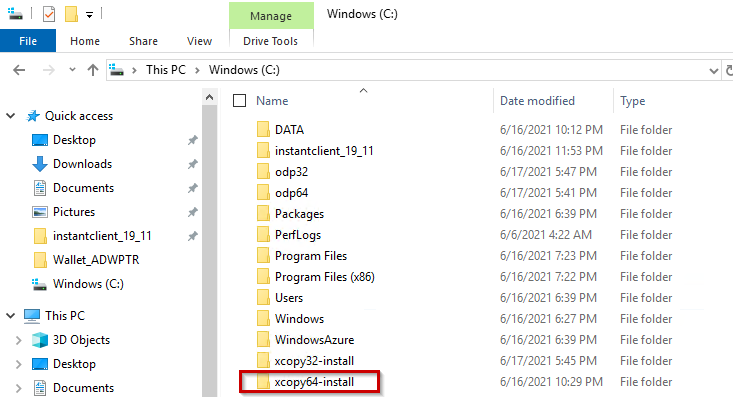 Manage
Windows (C:)
File
Home
Share
View
Drive Tools
This PC
Windows (C:)
Name
Date modified
Type
Quick access
Desktop
Downloads
Documents
Pictures
instantclient_19_11
Wallet_ADWPTR
Windows (C:)
This PC
3D Objects
Desktop
Documents
DATA 6/16/2021 10:12 PM File folder
instantclient_19_11 6/16/2021 11:53 PM File folder
odp32 6/17/2021 5:47 PM File folder
odp64 6/17/2021 5:41 PM File folder
Packages 6/16/2021 6:39 PM File folder
PerfLogs 6/6/2021 4:22 AM File folder
Program Files 6/16/2021 7:23 PM File folder
Program Files (x86) 6/16/2021 7:22 PM File folder
Users 6/16/2021 6:39 PM File folder
Windows 6/16/2021 6:27 PM File folder
WindowsAzure 6/16/2021 6:39 PM File folder
xcopy32-install 6/17/2021 5:45 PM File folder
xcopy64-install 6/16/2021 10:29 PM File folder